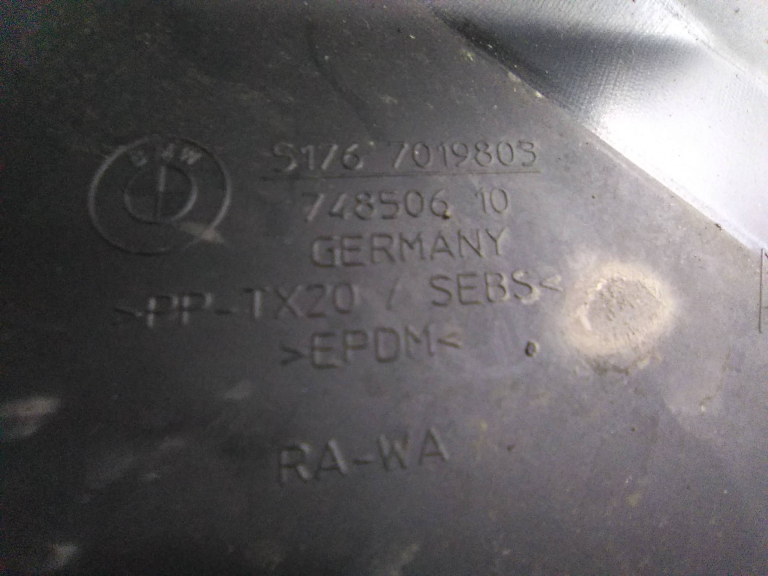 BMW
5176 7019803
748506 10
GERMANY
>PP-TX20 / SEBS<
>EPDM<
RA-WA